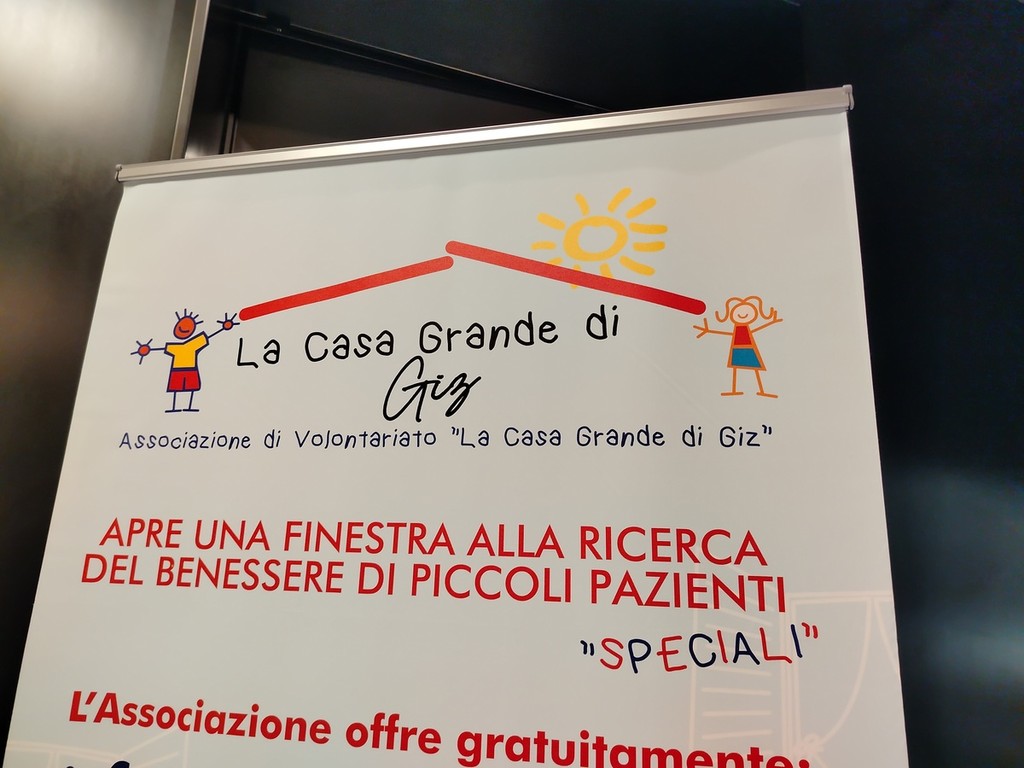 La Casa Grande di
Giz
Associazione di Volontariato "La Casa Grande di Giz"
APRE UNA FINESTRA ALLA RICERCA
DEL BENESSERE DI PICCOLI PAZIENTI
"SPECIALI"
L'Associazione offre gratuitamente: